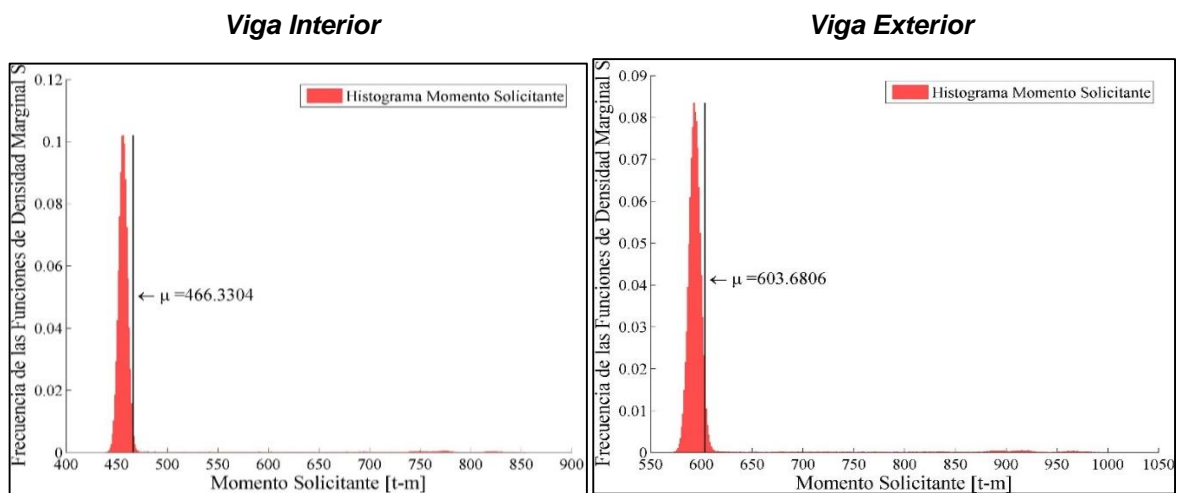 Viga Interior
Viga Exterior
Frecuencia de las Funciones de Densidad Marginal S
0.12
0.1
0.08
0.06
0.04
0.02
0
Histograma Momento Solicitante
← μ =466.3304
400 450 500 550 600 650 700 750 800 850 900
Momento Solicitante [t-m]
Frecuencia de las Funciones de Densidad Marginal S
0.09
0.08
0.07
0.06
0.05
0.04
0.03
0.02
0.01
0
Histograma Momento Solicitante
← μ =603.6806
550 600 650 700 750 800 850 900 950 1000 1050
Momento Solicitante [t-m]